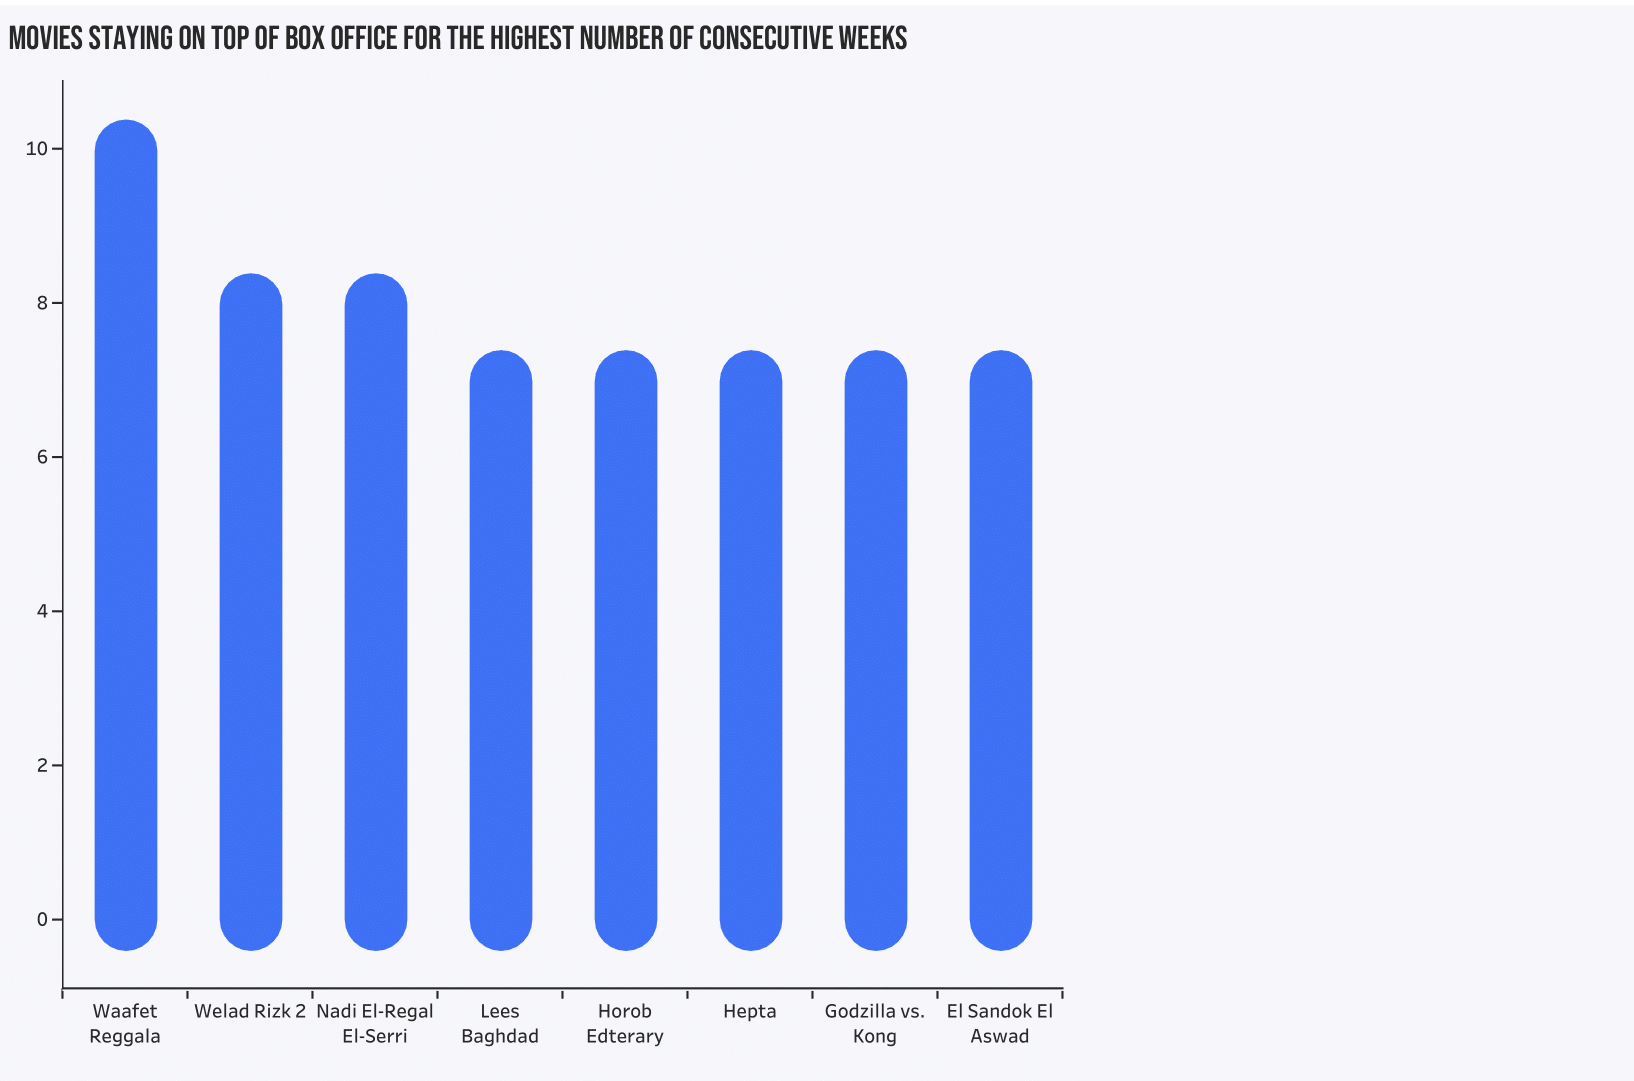 MOVIES STAYING ON TOP OF BOX OFFICE FOR THE HIGHEST NUMBER OF CONSECUTIVE WEEKS
10
8
6
4
2
0
Waafet Reggala
Welad Rizk 2
Nadi El-Regal El-Serri
Lees Baghdad
Horob Edterary
Hepta
Godzilla vs. Kong
El Sandok El Aswad